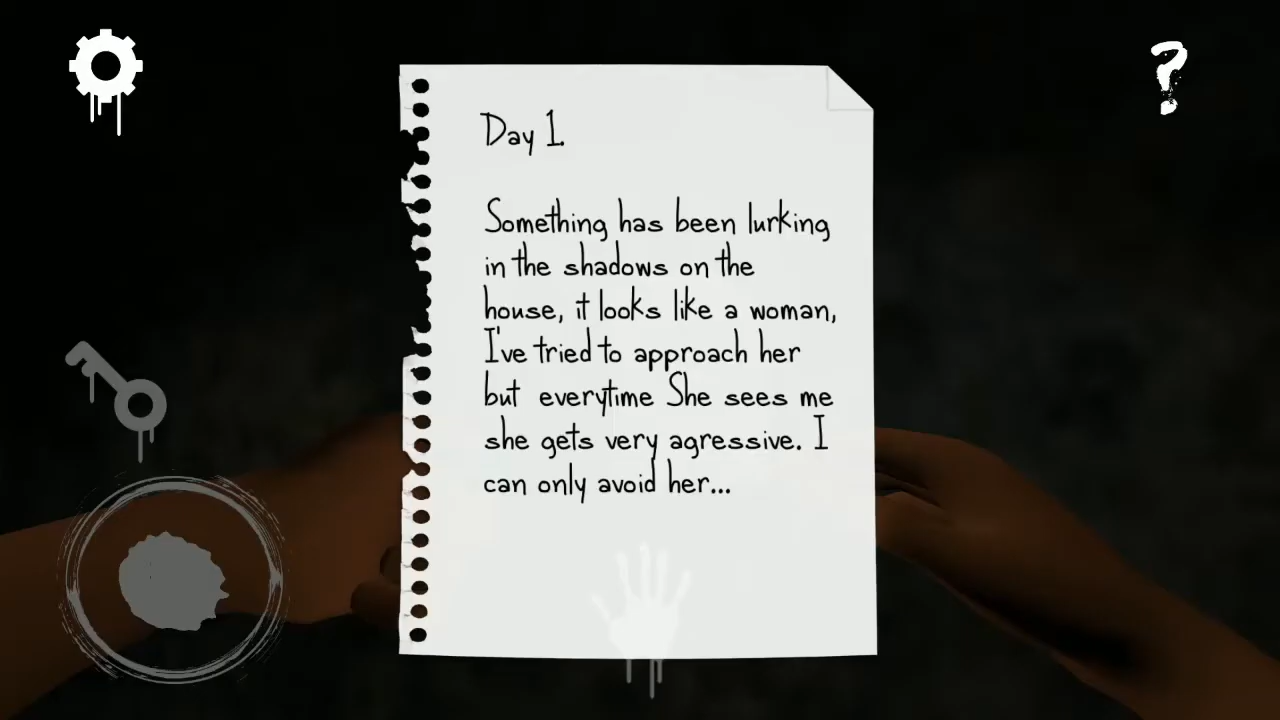 Day 1.
Something has been lurking
in the shadows on the
house, it looks like a woman,
I've tried to approach her
but everytime She sees me
she gets very agressive. I
can only avoid her...
?